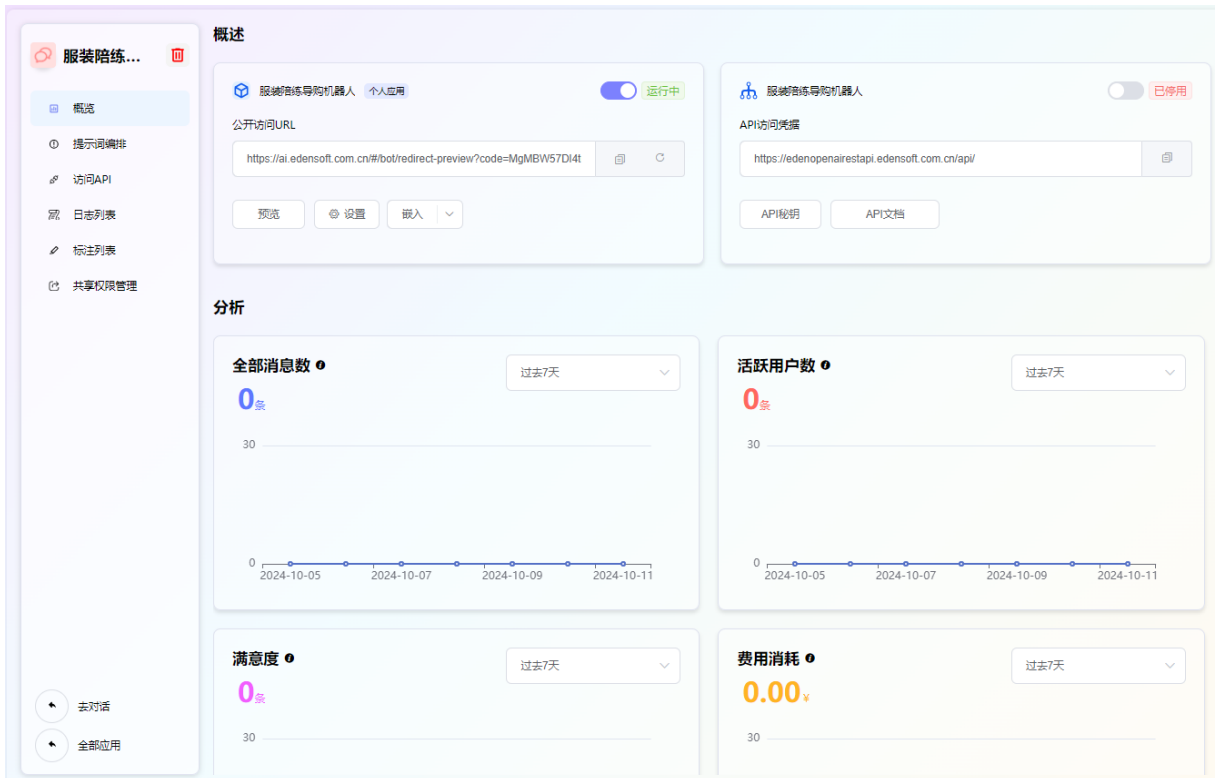 服装陪练...
概览
提示词编排
访问API
日志列表
标注列表
共享权限管理
去对话
全部应用
概述
服装陪练导购机器人 个人应用 运行中
公开访问URL
https://ai.edensoft.com.cn/#/bot/redirect-preview?code=MgMBW57DI4t
预览 设置 嵌入
服装陪练导购机器人 已停用
API访问凭据
https://edenopenairestapi.edensoft.com.cn/api/
API秘钥 API文档
分析
全部消息数 过去7天
0条
30
0
2024-10-05 2024-10-07 2024-10-09 2024-10-11
活跃用户数 过去7天
0条
30
0
2024-10-05 2024-10-07 2024-10-09 2024-10-11
满意度 过去7天
0条
30
费用消耗 过去7天
0.00¥
30